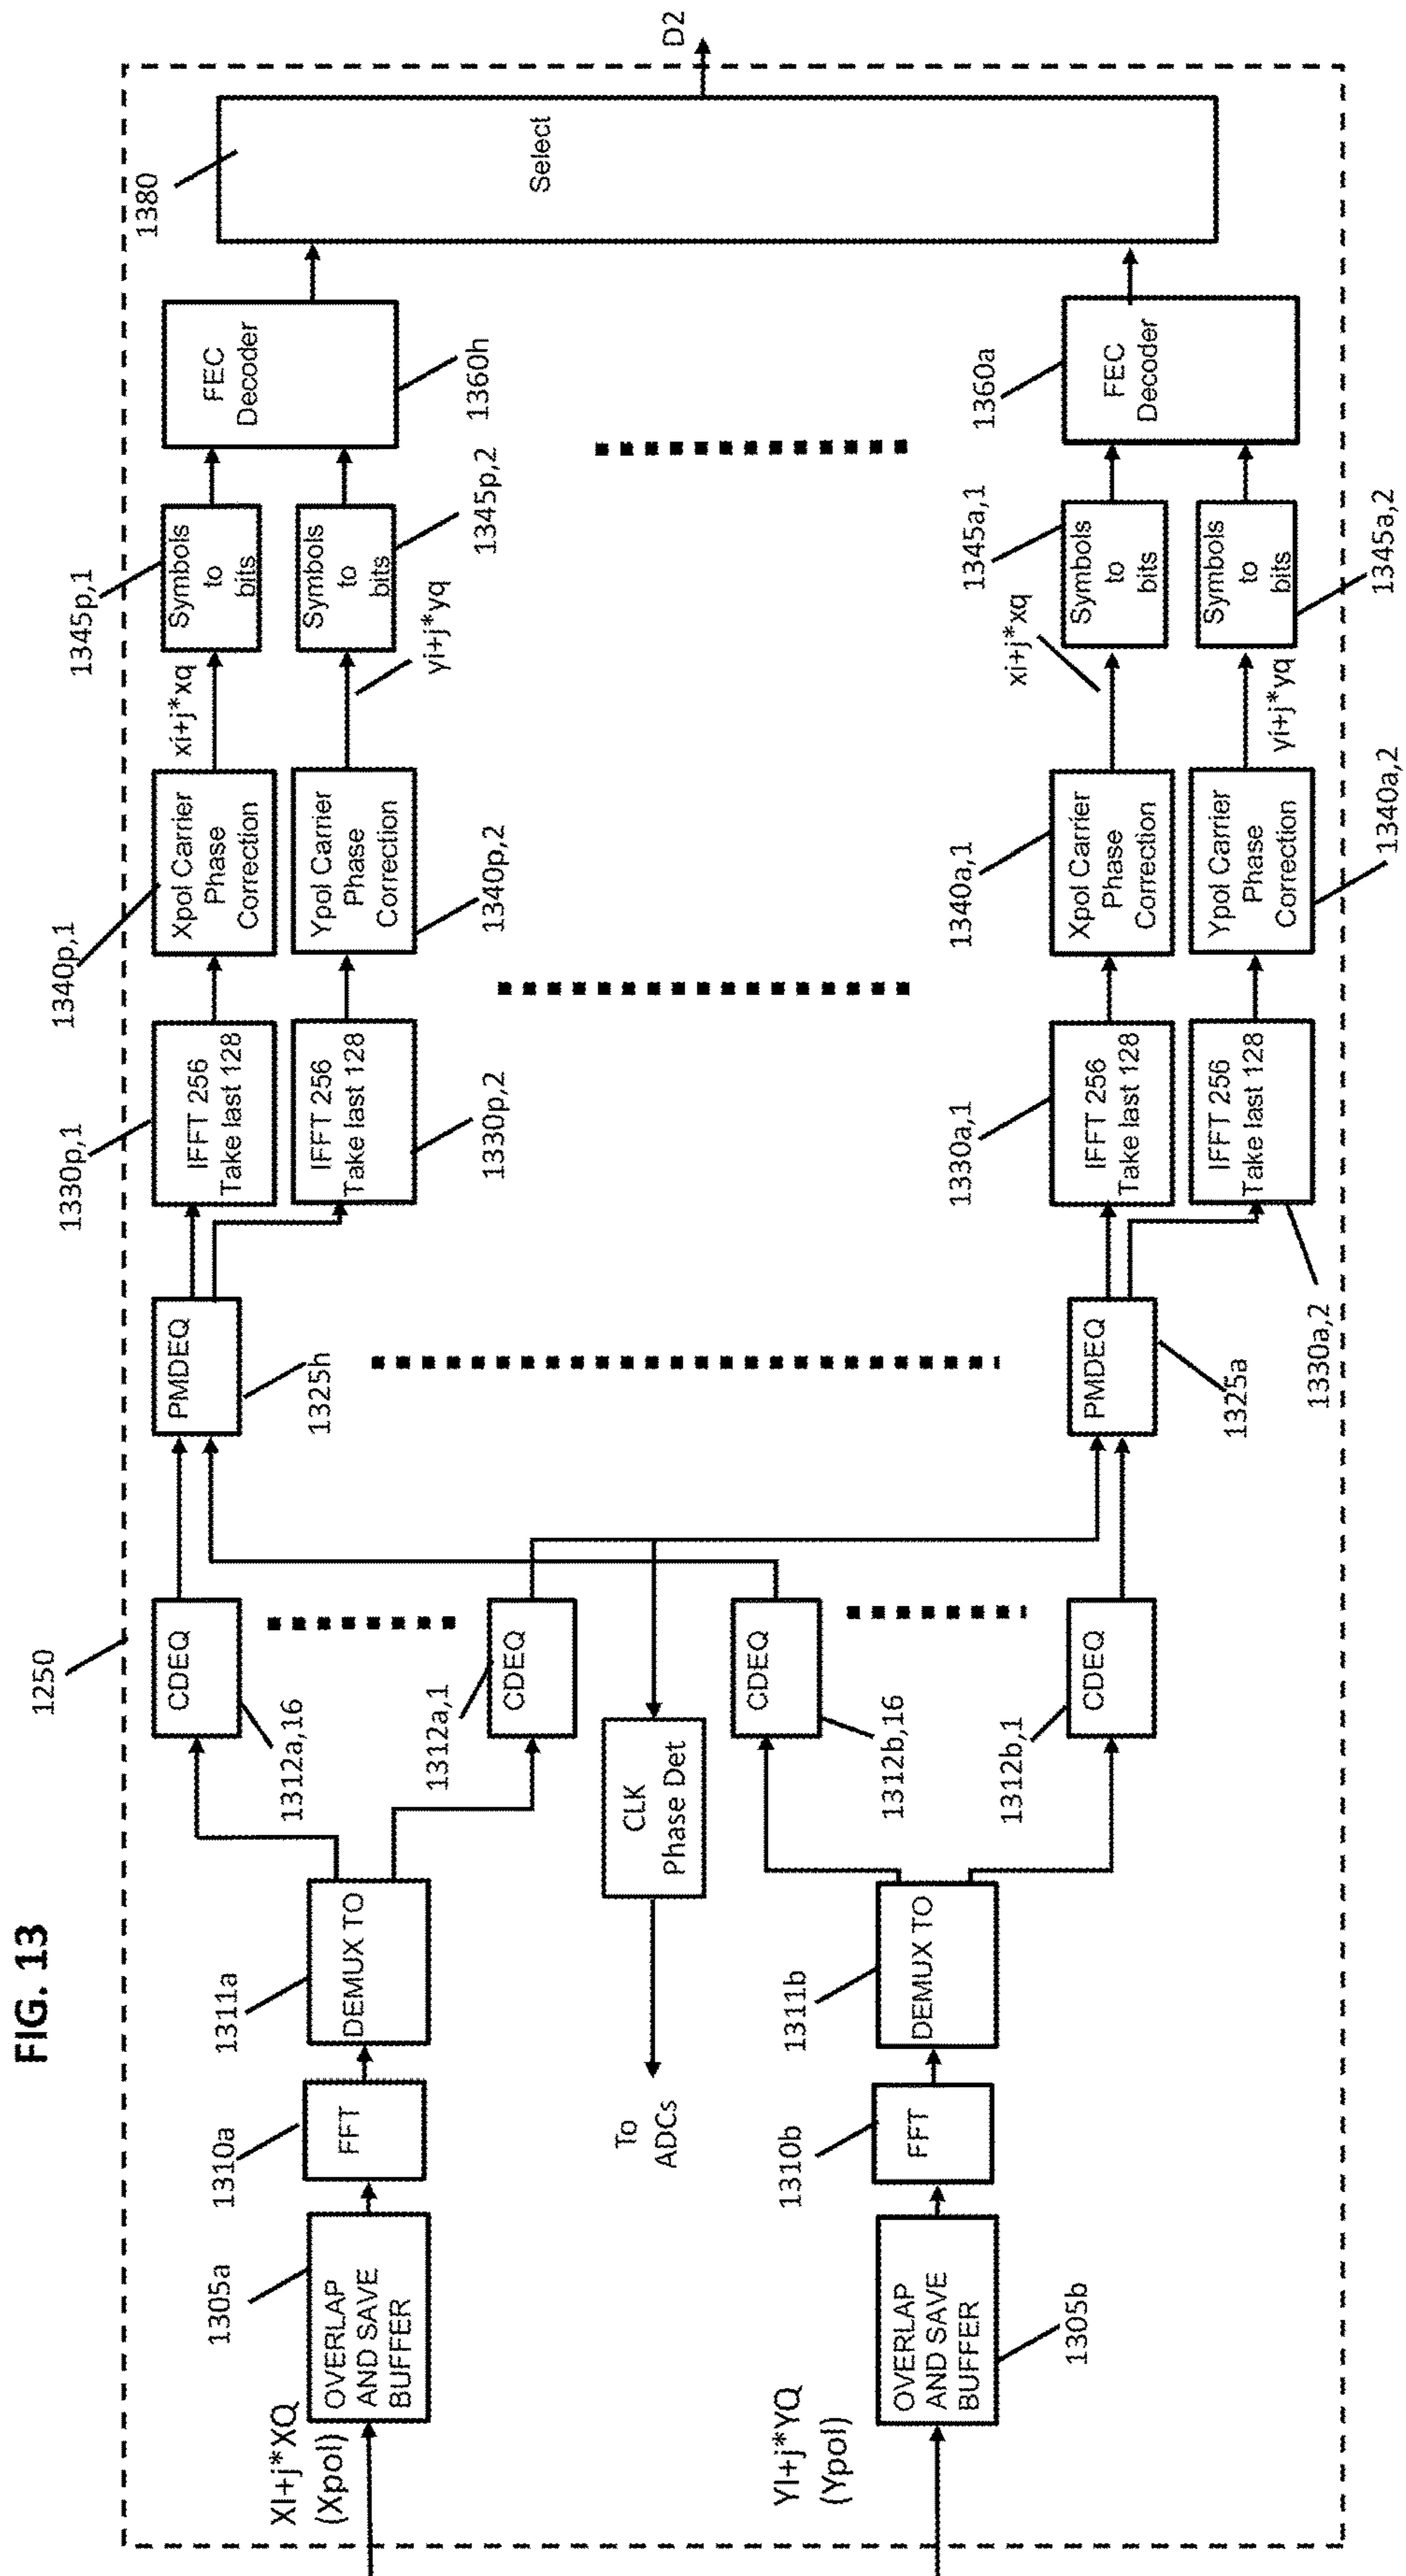 FIG. 13
1250
XI+j*XQ
(Xpol)
1305a
OVERLAP
AND SAVE
BUFFER
1310a
FFT
1311a
DEMUX TO
CDEQ
1312a,16
CDEQ
1312a,1
CLK
Phase Det
To
ADCs
YI+j*YQ
(Ypol)
OVERLAP
AND SAVE
BUFFER
1305b
1310b
FFT
1311b
DEMUX TO
CDEQ
1312b,16
CDEQ
1312b,1
PMDEQ
1325h
PMDEQ
1325a
1330p,1
IFFT 256
Take last 128
IFFT 256
Take last 128
1330p,2
1330a,1
IFFT 256
Take last 128
IFFT 256
Take last 128
1330a,2
1340p,1
Xpol Carrier
Phase
Correction
Ypol Carrier
Phase
Correction
1340p,2
1340a,1
Xpol Carrier
Phase
Correction
Ypol Carrier
Phase
Correction
1340a,2
xi+j*xq
yi+j*yq
xi+j*xq
yi+j*yq
1345p,1
Symbols
to
bits
Symbols
to
bits
1345p,2
1345a,1
Symbols
to
bits
Symbols
to
bits
1345a,2
FEC
Decoder
1360h
1360a
FEC
Decoder
1380
Select
D2